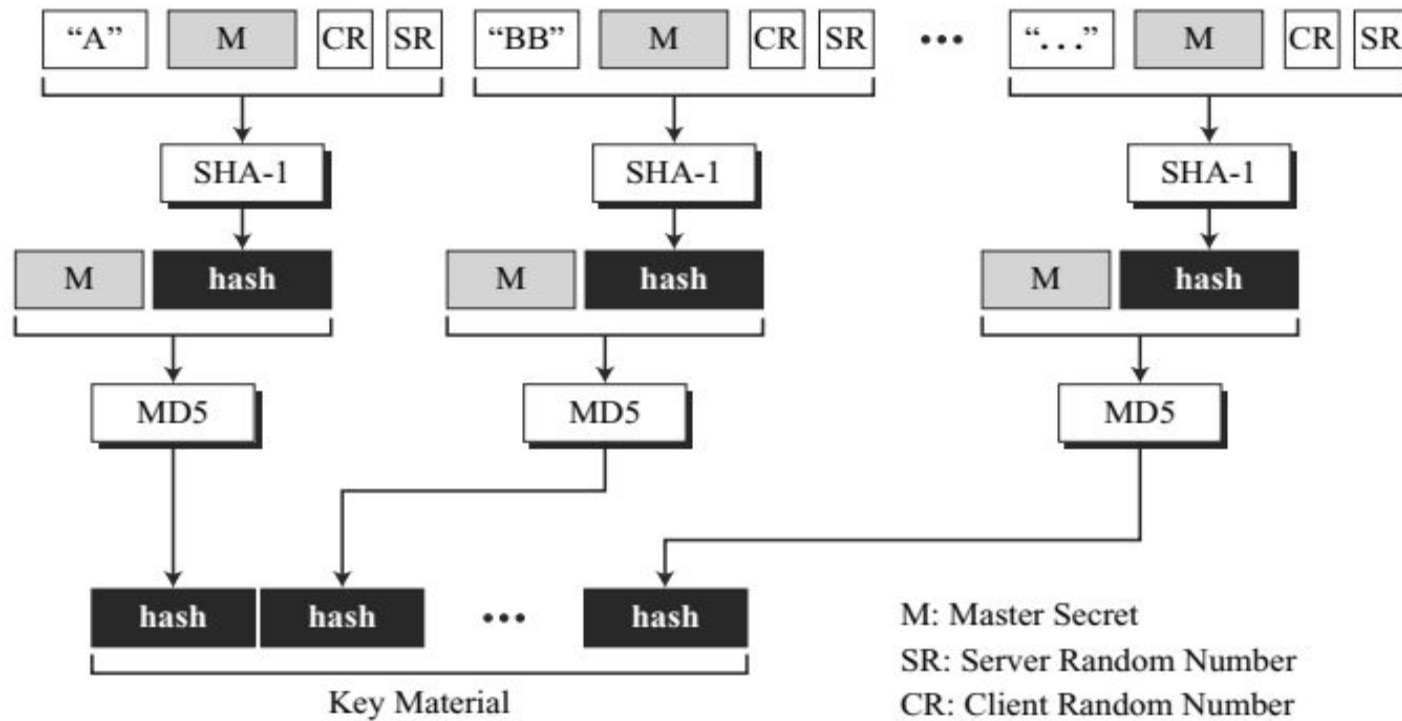 “A” M CR SR “BB” M CR SR ••• “. . .” M CR SR
SHA-1 SHA-1 SHA-1
M hash M hash M hash
MD5 MD5 MD5
hash hash ••• hash
Key Material
M: Master Secret
SR: Server Random Number
CR: Client Random Number